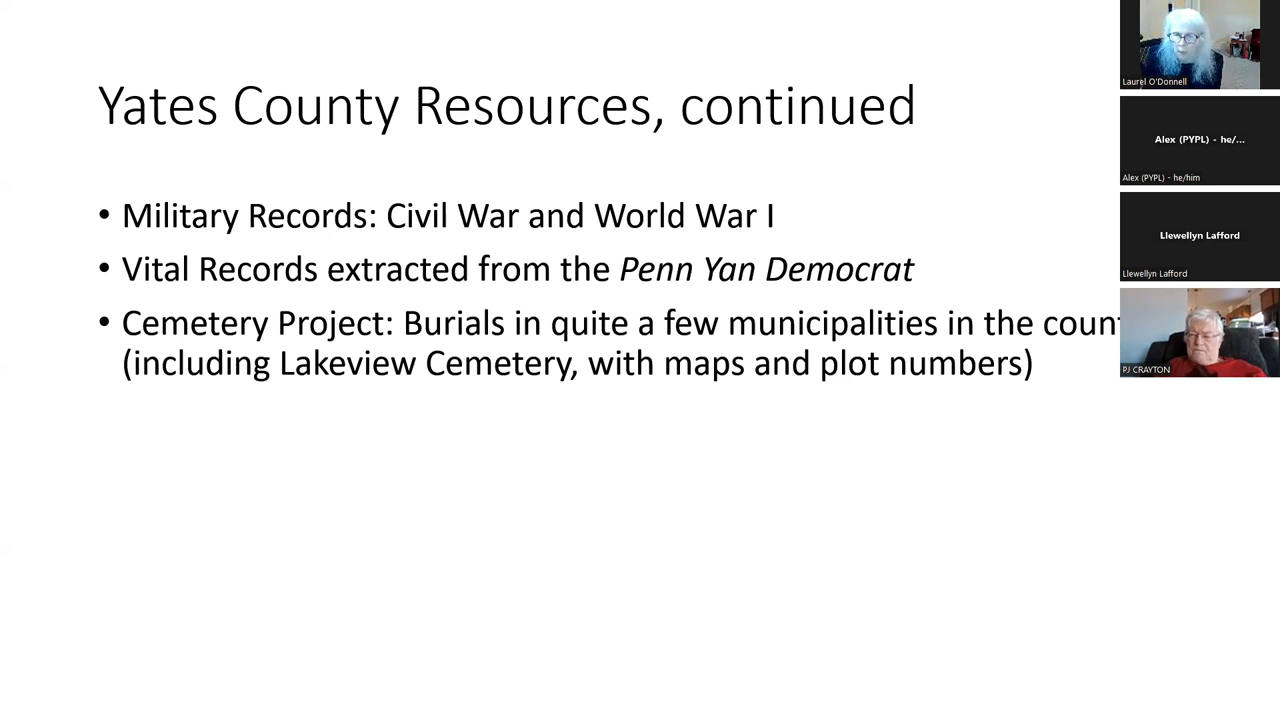 Yates County Resources, continued
• Military Records: Civil War and World War I
• Vital Records extracted from the Penn Yan Democrat
• Cemetery Project: Burials in quite a few municipalities in the
(including Lakeview Cemetery, with maps and plot numbers)
Laurel O'Donnell
Alex (PYPL) - he/...
Alex (PYPL) - he/him
Llewellyn Lafford
Llewellyn Lafford
PJ CRAYTON